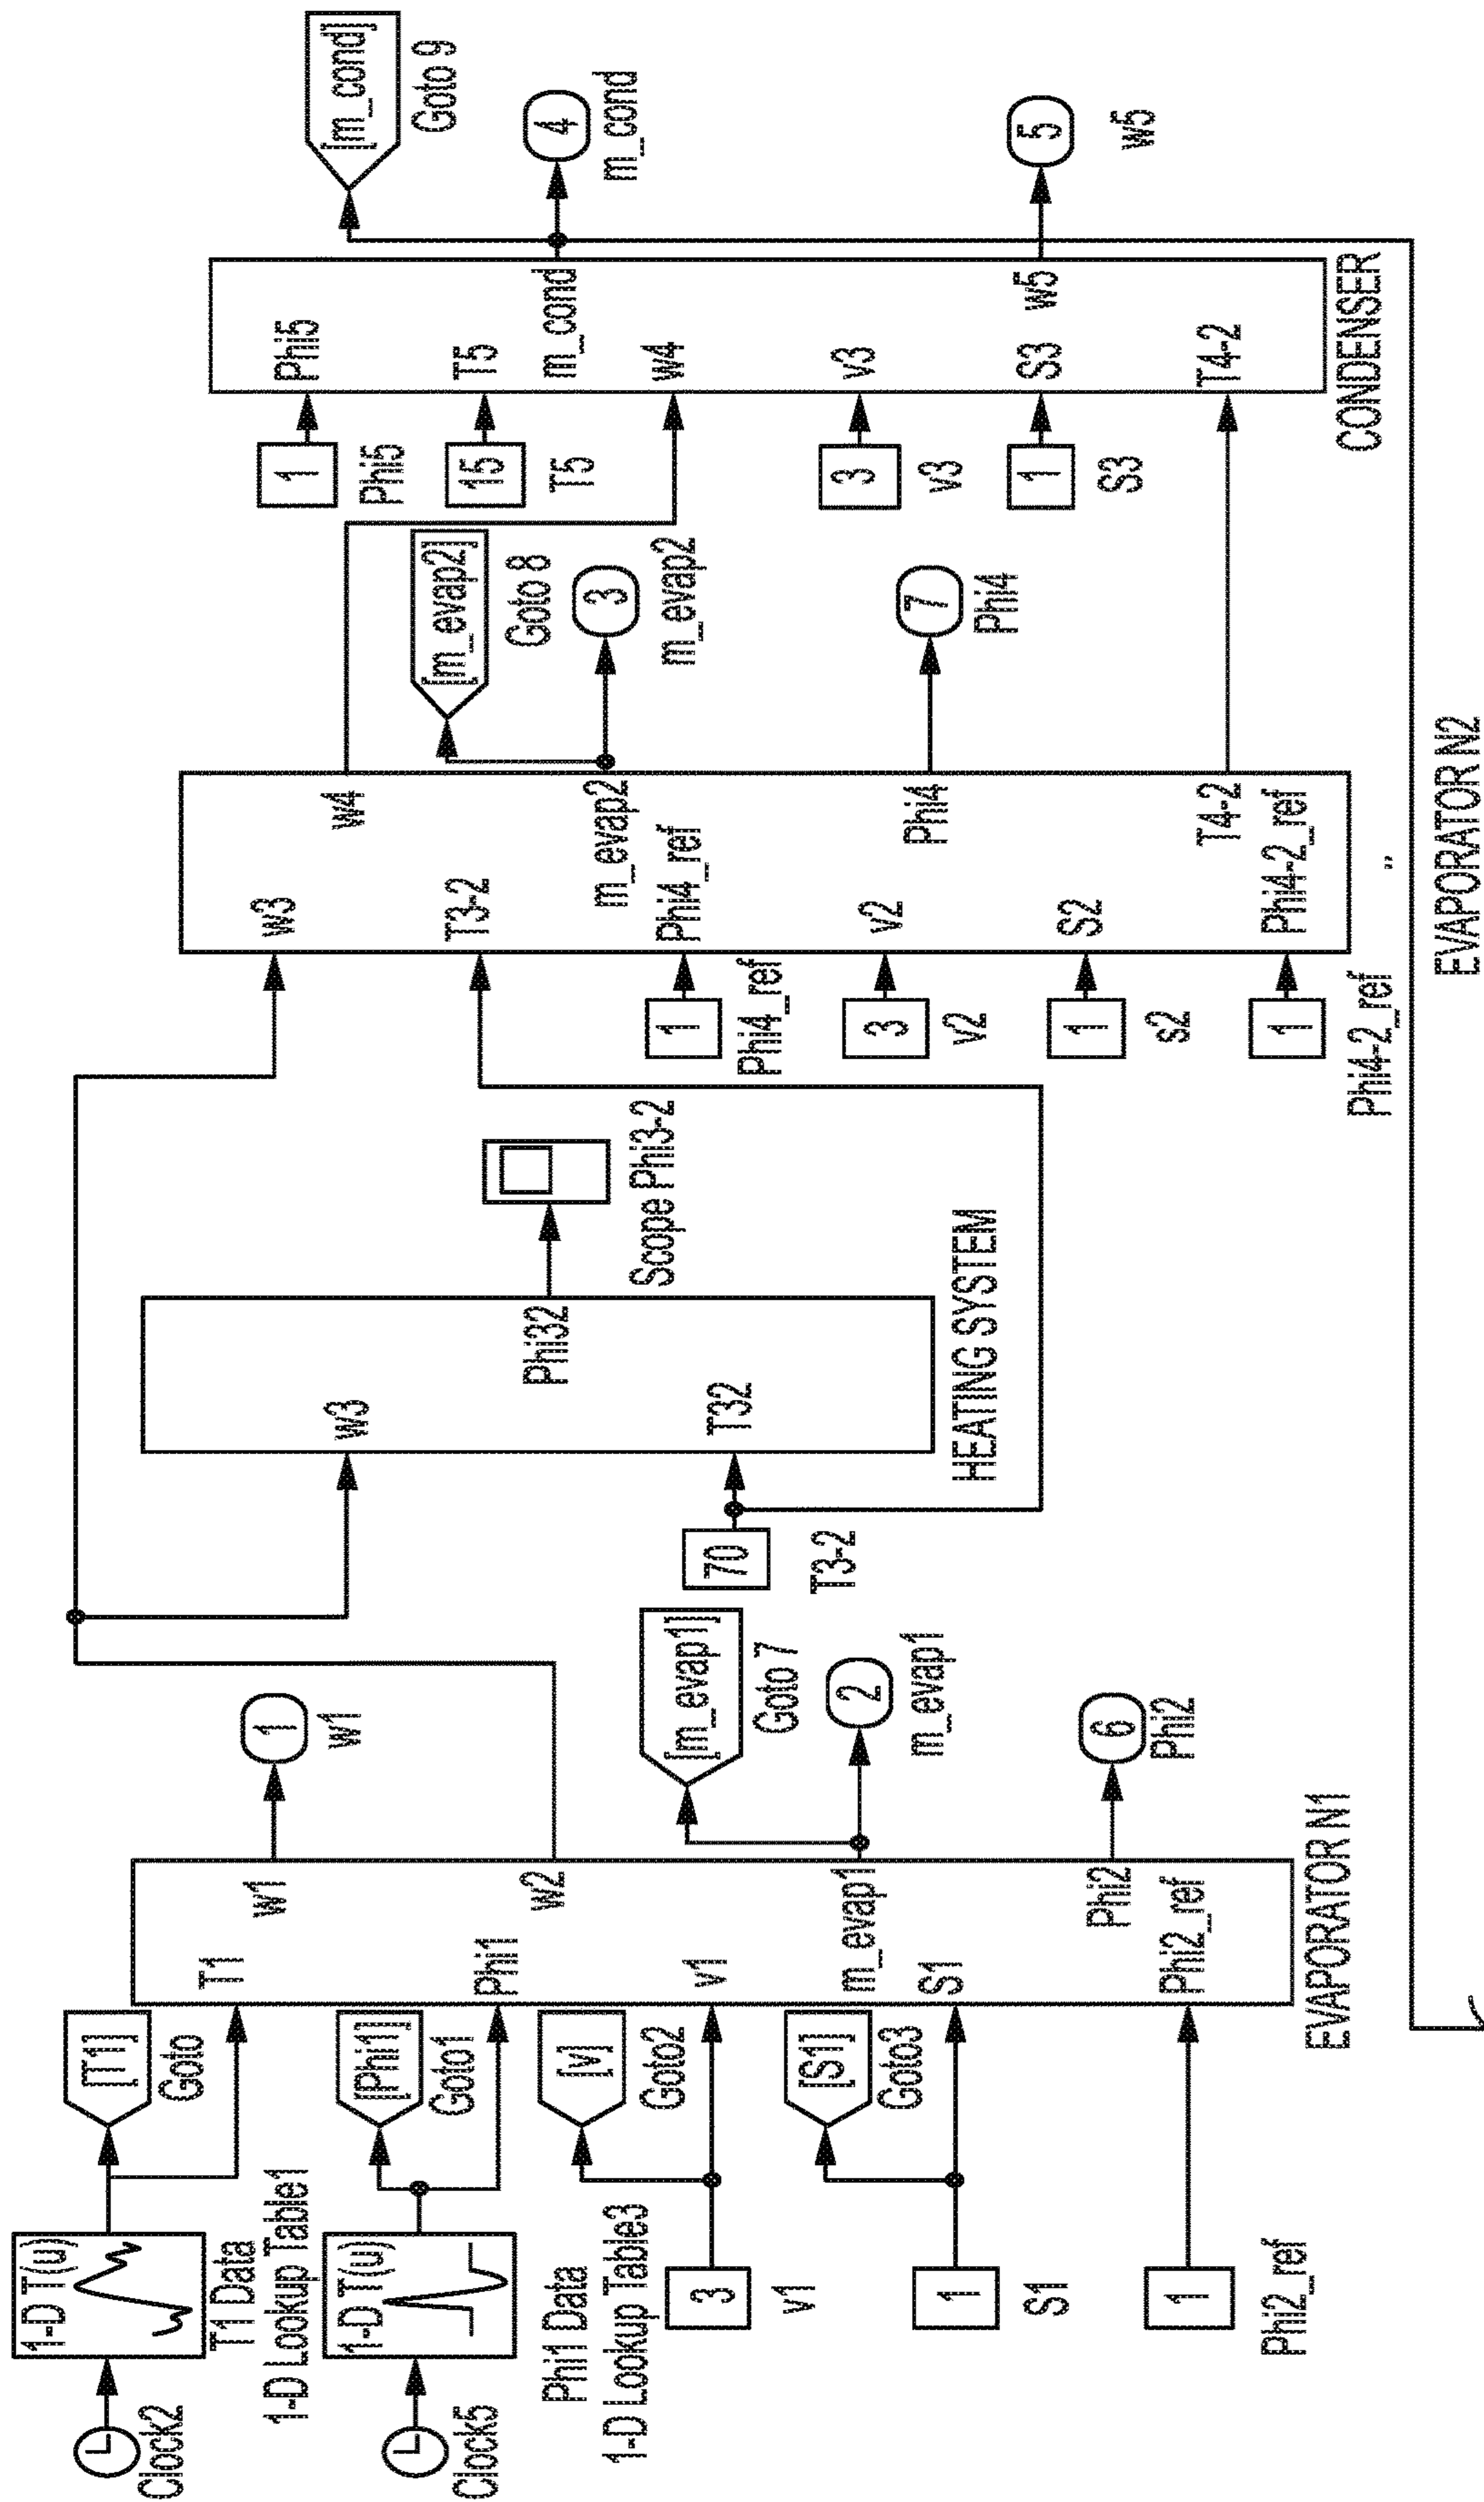 Clock2
1-D T(u)
T1 Data
1-D Lookup Table1
[T1]
Goto
Clock5
1-D T(u)
Phi1 Data
1-D Lookup Table3
[Phi1]
Goto1
3
v1
[v]
Goto2
1
S1
[S1]
Goto3
1
Phi2_ref
T1
Phi1
v1
S1
Phi2_ref
w1
w2
m_evap1
Phi2
EVAPORATOR N1
1
w1
[m_evap1]
Goto 7
2
m_evap1
6
Phi2
70
T3-2
w3
T32
Phi32
HEATING SYSTEM
Scope Phi3-2
1
Phi4_ref
3
v2
1
s2
1
Phi4-2_ref
w3
T3-2
Phi4_ref
v2
S2
Phi4-2_ref
w4
m_evap2
Phi4
T4-2
,,
EVAPORATOR N2
[m_evap2]
Goto 8
3
m_evap2
7
Phi4
1
Phi5
15
T5
3
v3
1
S3
Phi5
T5
w4
v3
S3
T4-2
m_cond
w5
CONDENSER
[m_cond]
Goto 9
4
m_cond
5
w5